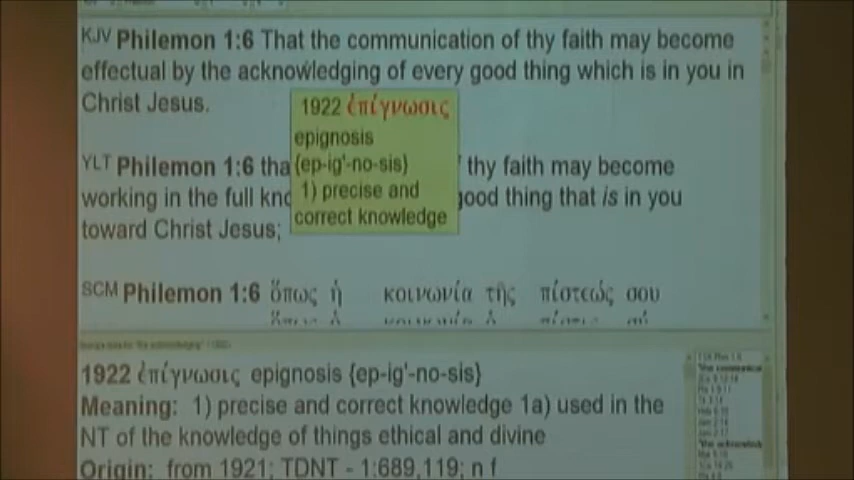 KJV Philemon 1:6 That the communication of thy faith may become
effectual by the acknowledging of every good thing which is in you in
Christ Jesus.
1922 ἐπίγνωσις
epignosis
{ep-ig'-no-sis}
1) precise and
correct knowledge
YLT Philemon 1:6 tha thy faith may become
working in the full kno good thing that is in you
toward Christ Jesus;
SCM Philemon 1:6 ὅπως ἡ κοινωνία τῆς πίστεώς σου
1922 ἐπίγνωσις epignosis {ep-ig'-no-sis}
Meaning: 1) precise and correct knowledge 1a) used in the
NT of the knowledge of things ethical and divine
Origin: from 1921; TDNT - 1:689,119; n f